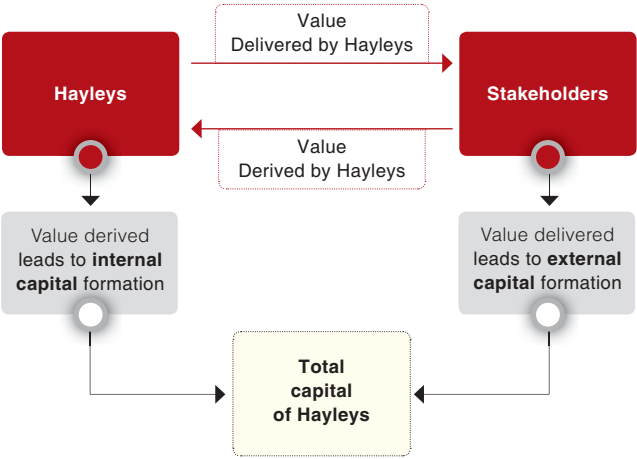 Value
Delivered by Hayleys
Hayleys
Stakeholders
Value
Derived by Hayleys
Value derived
leads to internal
capital formation
Value delivered
leads to external
capital formation
Total
capital
of Hayleys